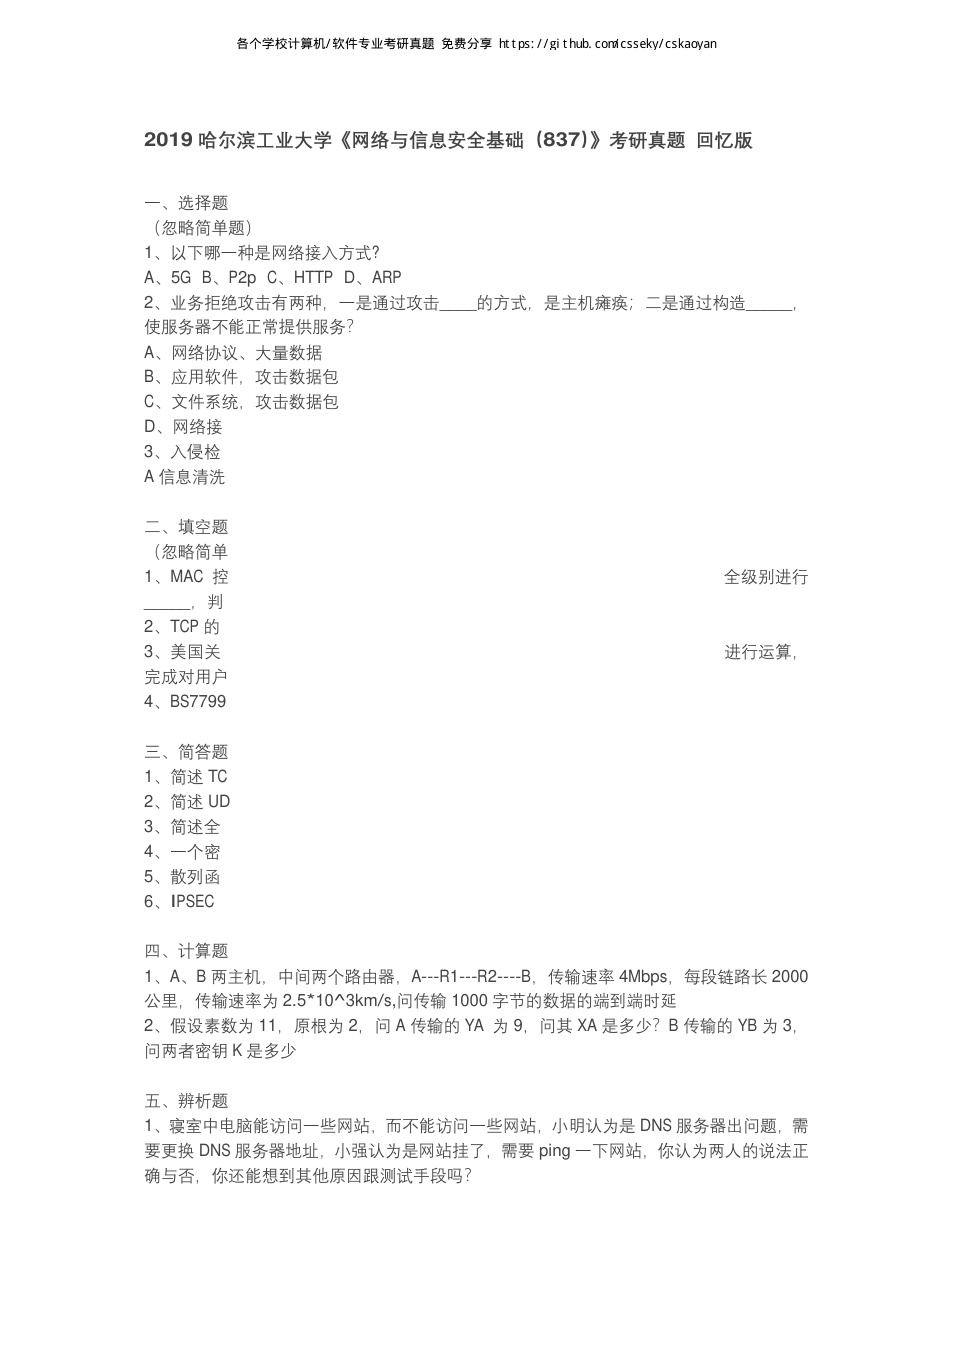 各个学校计算机/软件专业考研真题 免费分享 https://github.com/csseky/cskaoyan
2019 哈尔滨工业大学《网络与信息安全基础（837）》考研真题 回忆版
一、选择题
（忽略简单题）
1、以下哪一种是网络接入方式?
A、5G B、P2p C、HTTP D、ARP
2、业务拒绝攻击有两种，一是通过攻击____的方式，是主机瘫痪；二是通过构造_____，
使服务器不能正常提供服务?
A、网络协议、大量数据
B、应用软件，攻击数据包
C、文件系统，攻击数据包
D、网络接
3、入侵检
A 信息清洗
二、填空题
（忽略简单
1、MAC 控 全级别进行
_____，判
2、TCP 的
3、美国关 进行运算，
完成对用户
4、BS7799
三、简答题
1、简述 TC
2、简述 UD
3、简述全
4、一个密
5、散列函
6、IPSEC
四、计算题
1、A、B 两主机，中间两个路由器，A---R1---R2----B，传输速率 4Mbps，每段链路长 2000
公里，传输速率为 2.5*10^3km/s,问传输 1000 字节的数据的端到端时延
2、假设素数为 11，原根为 2，问 A 传输的 YA 为 9，问其 XA 是多少？B 传输的 YB 为 3，
问两者密钥 K 是多少
五、辨析题
1、寝室中电脑能访问一些网站，而不能访问一些网站，小明认为是 DNS 服务器出问题，需
要更换 DNS 服务器地址，小强认为是网站挂了，需要 ping 一下网站，你认为两人的说法正
确与否，你还能想到其他原因跟测试手段吗?